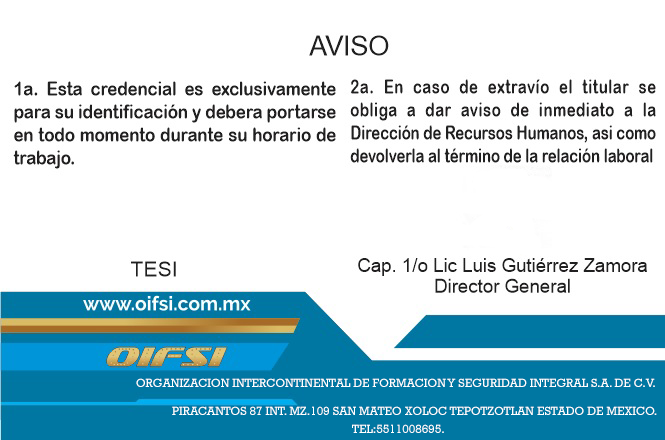 AVISO
1a. Esta credencial es exclusivamente
para su identificación y debera portarse
en todo momento durante su horario de
trabajo.
2a. En caso de extravío el titular se
obliga a dar aviso de inmediato a la
Dirección de Recursos Humanos, asi como
devolverla al término de la relación laboral
TESI
Cap. 1/o Lic Luis Gutiérrez Zamora
Director General
www.oifsi.com.mx
OIFSI
ORGANIZACION INTERCONTINENTAL DE FORMACION Y SEGURIDAD INTEGRAL S.A. DE C.V.
PIRACANTOS 87 INT. MZ.109 SAN MATEO XOLOC TEPOTZOTLAN ESTADO DE MEXICO.
TEL:5511008695.